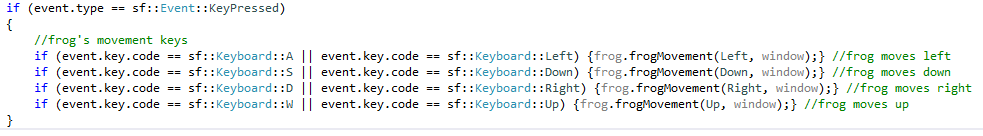 if (event.type == sf::Event::KeyPressed)
{
    //frog's movement keys
    if (event.key.code == sf::Keyboard::A || event.key.code == sf::Keyboard::Left) {frog.frogMovement(Left, window);} //frog moves left
    if (event.key.code == sf::Keyboard::S || event.key.code == sf::Keyboard::Down) {frog.frogMovement(Down, window);} //frog moves down
    if (event.key.code == sf::Keyboard::D || event.key.code == sf::Keyboard::Right) {frog.frogMovement(Right, window);} //frog moves right
    if (event.key.code == sf::Keyboard::W || event.key.code == sf::Keyboard::Up) {frog.frogMovement(Up, window);} //frog moves up
}